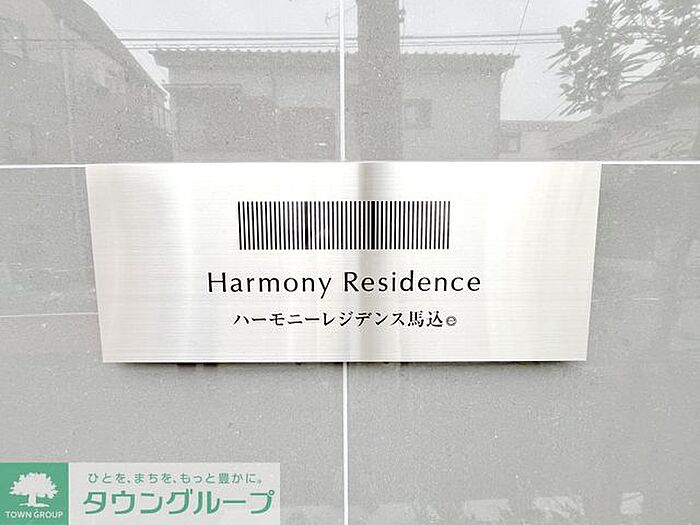 Harmony Residence
ハーモニーレジデンス馬込
ひとを、まちを、もっと豊かに。
タウングループ
TOWN GROUP